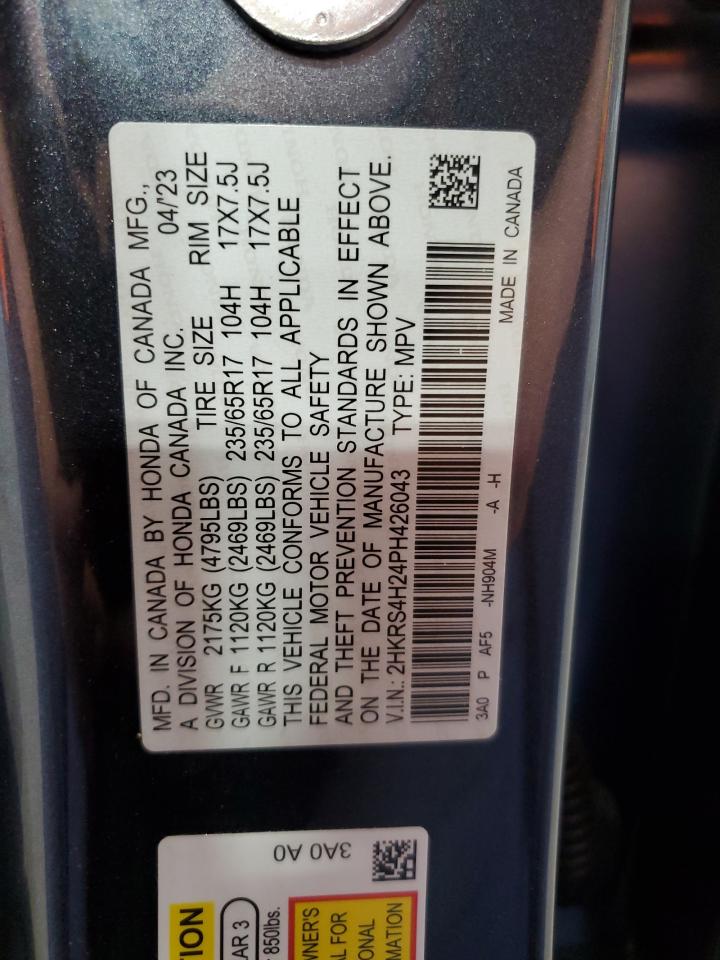 MFD. IN CANADA BY HONDA OF CANADA MFG.,
A DIVISION OF HONDA CANADA INC. 04/'23
GVWR 2175KG (4795LBS) TIRE SIZE RIM SIZE
GAWR F 1120KG (2469LBS) 235/65R17 104H 17X7.5J
GAWR R 1120KG (2469LBS) 235/65R17 104H 17X7.5J
THIS VEHICLE CONFORMS TO ALL APPLICABLE
FEDERAL MOTOR VEHICLE SAFETY
AND THEFT PREVENTION STANDARDS IN EFFECT
ON THE DATE OF MANUFACTURE SHOWN ABOVE.
V.I.N.: 2HKRS4H24PH426043 TYPE: MPV
3A0 P AF5 -NH904M -A -H
MADE IN CANADA
3A0 A0
850lbs.